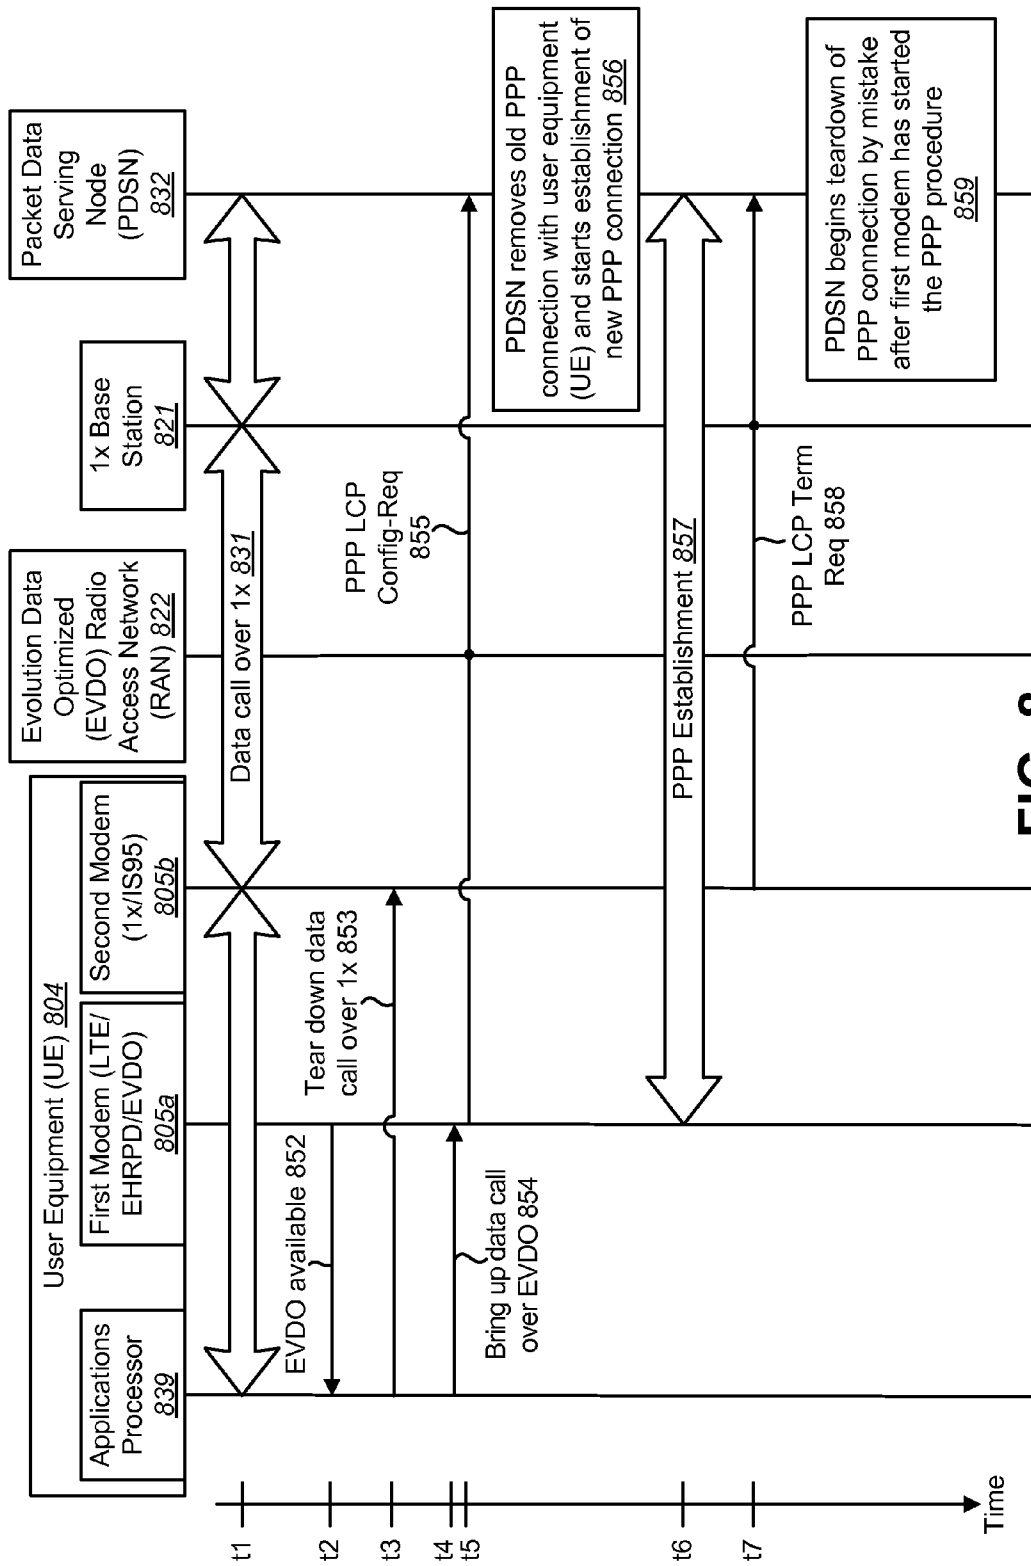 User Equipment (UE) 804
Applications
Processor
839
First Modem (LTE/
EHRPD/EVDO)
805a
Second Modem
(1x/IS95)
805b
Evolution Data
Optimized
(EVDO) Radio
Access Network
(RAN) 822
1x Base
Station
821
Packet Data
Serving
Node
(PDSN)
832
t1
Data call over 1x 831
t2
EVDO available 852
t3
Tear down data
call over 1x 853
t4
Bring up data call
over EVDO 854
t5
PPP LCP
Config-Req
855
PDSN removes old PPP
connection with user equipment
(UE) and starts establishment of
new PPP connection 856
t6
PPP Establishment 857
t7
PPP LCP Term
Req 858
PDSN begins teardown of
PPP connection by mistake
after first modem has started
the PPP procedure
859
Time
FIG. 8